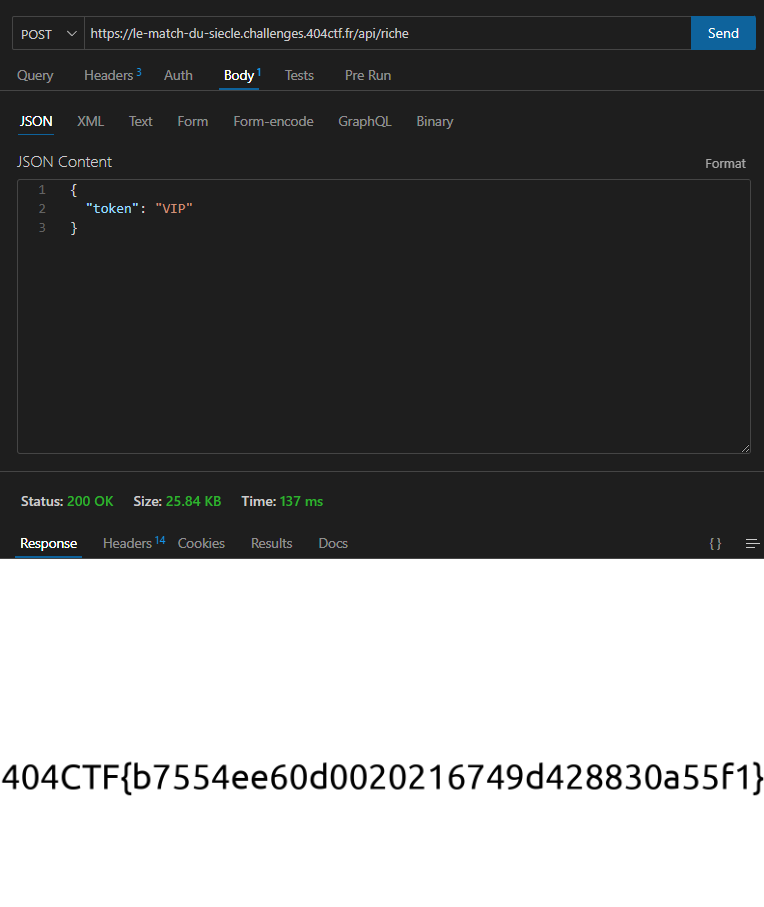 POST https://le-match-du-siecle.challenges.404ctf.fr/api/riche Send
Query Headers 3 Auth Body 1 Tests Pre Run
JSON XML Text Form Form-encode GraphQL Binary
JSON Content Format
1 {
2 "token": "VIP"
3 }
Status: 200 OK Size: 25.84 KB Time: 137 ms
Response Headers 14 Cookies Results Docs {}
404CTF{b7554ee60d0020216749d428830a55f1}